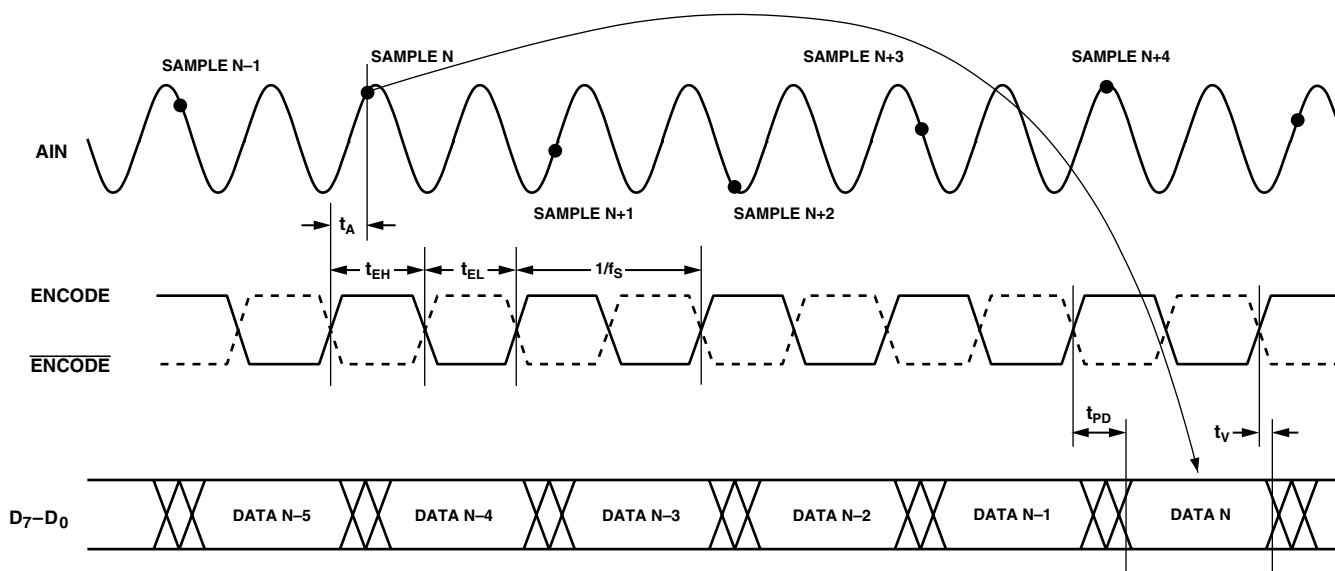 SAMPLE N–1
SAMPLE N
SAMPLE N+3
SAMPLE N+4
AIN
SAMPLE N+1
SAMPLE N+2
tA
tEH
tEL
1/fS
ENCODE
ENCODE
tPD
tV
D7–D0
DATA N–5
DATA N–4
DATA N–3
DATA N–2
DATA N–1
DATA N